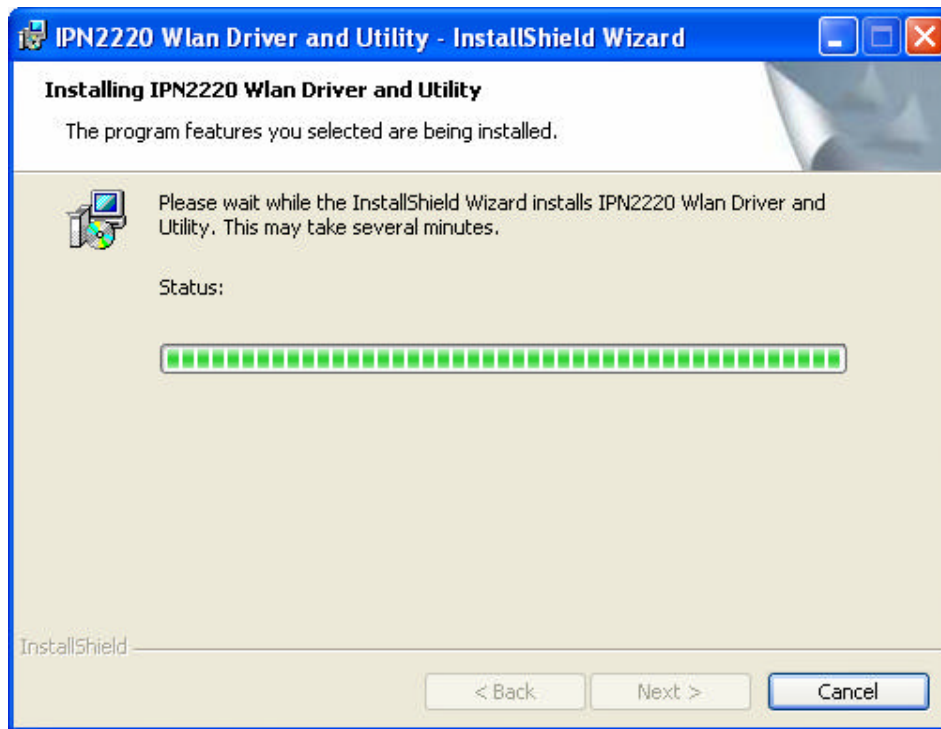 IPN2220 Wlan Driver and Utility - InstallShield Wizard
Installing IPN2220 Wlan Driver and Utility
The program features you selected are being installed.
Please wait while the InstallShield Wizard installs IPN2220 Wlan Driver and
Utility. This may take several minutes.
Status:
InstallShield
< Back
Next >
Cancel